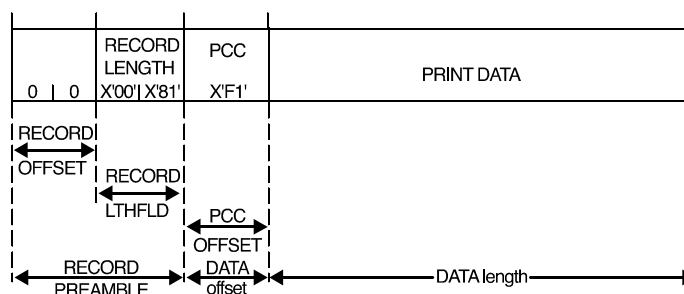 RECORD
LENGTH
PCC
PRINT DATA
0 | 0
X'00' | X'81'
X'F1'
RECORD
OFFSET
RECORD
LTHFLD
PCC
OFFSET
RECORD
PREAMBLE
DATA
offset
DATA length